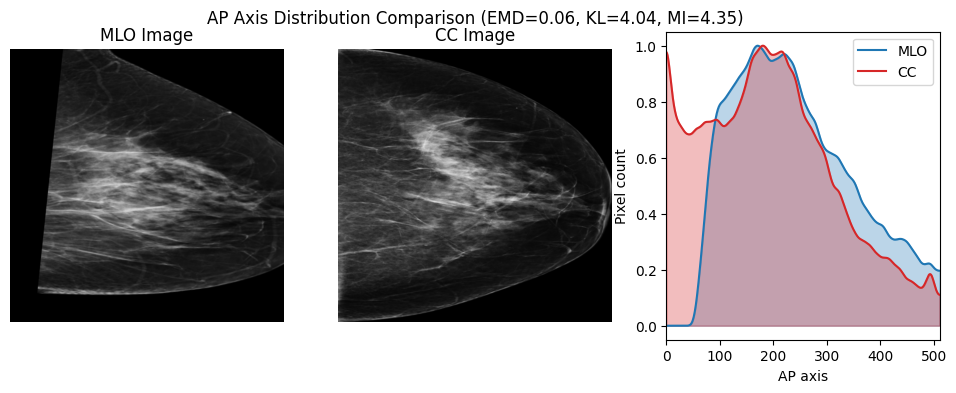 AP Axis Distribution Comparison (EMD=0.06, KL=4.04, MI=4.35)
MLO Image
CC Image
MLO
CC
Pixel count
1.0
0.8
0.6
0.4
0.2
0.0
0 100 200 300 400 500
AP axis